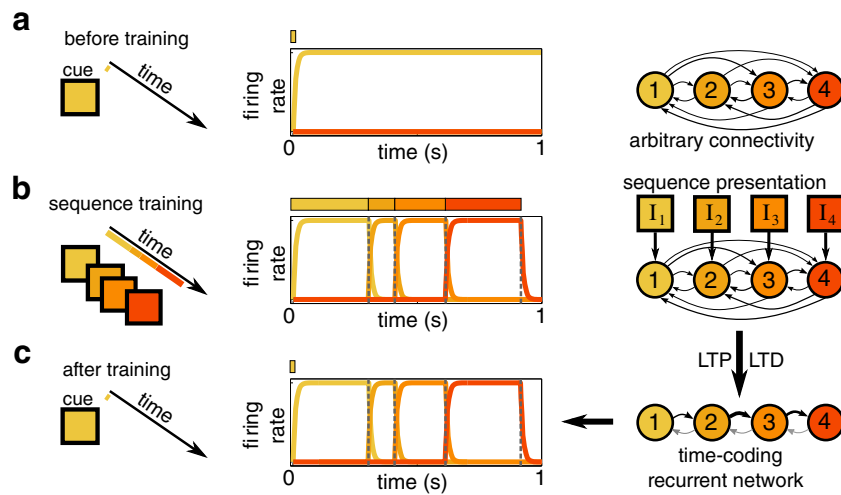 a
before training
cue
time
firing
rate
0
time (s)
1
1 2 3 4
arbitrary connectivity
b
sequence training
time
firing
rate
0
time (s)
1
sequence presentation
I1 I2 I3 I4
1 2 3 4
LTP LTD
c
after training
cue
time
firing
rate
0
time (s)
1
1 2 3 4
time-coding
recurrent network